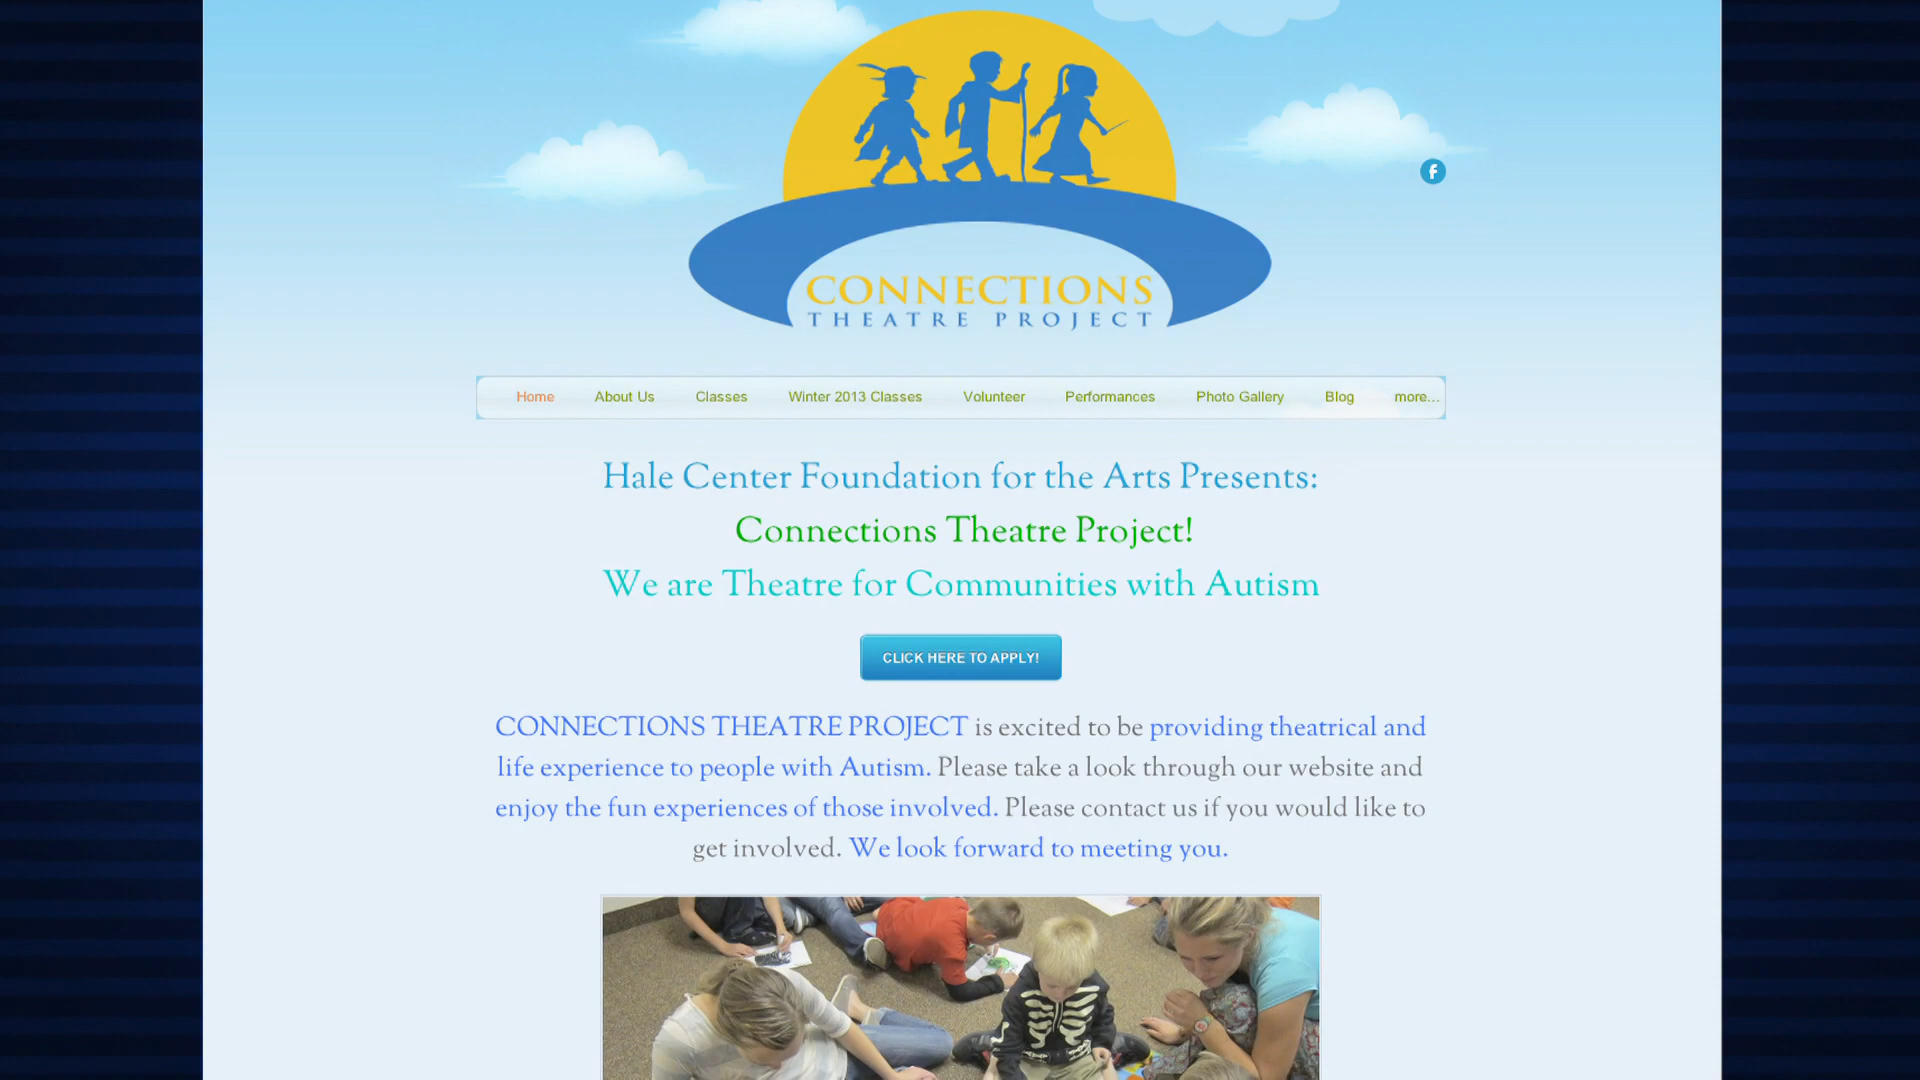 CONNECTIONS
THEATRE PROJECT
f
Home About Us Classes Winter 2013 Classes Volunteer Performances Photo Gallery Blog more...
Hale Center Foundation for the Arts Presents:
Connections Theatre Project!
We are Theatre for Communities with Autism
CLICK HERE TO APPLY!
CONNECTIONS THEATRE PROJECT is excited to be providing theatrical and
life experience to people with Autism. Please take a look through our website and
enjoy the fun experiences of those involved. Please contact us if you would like to
get involved. We look forward to meeting you.